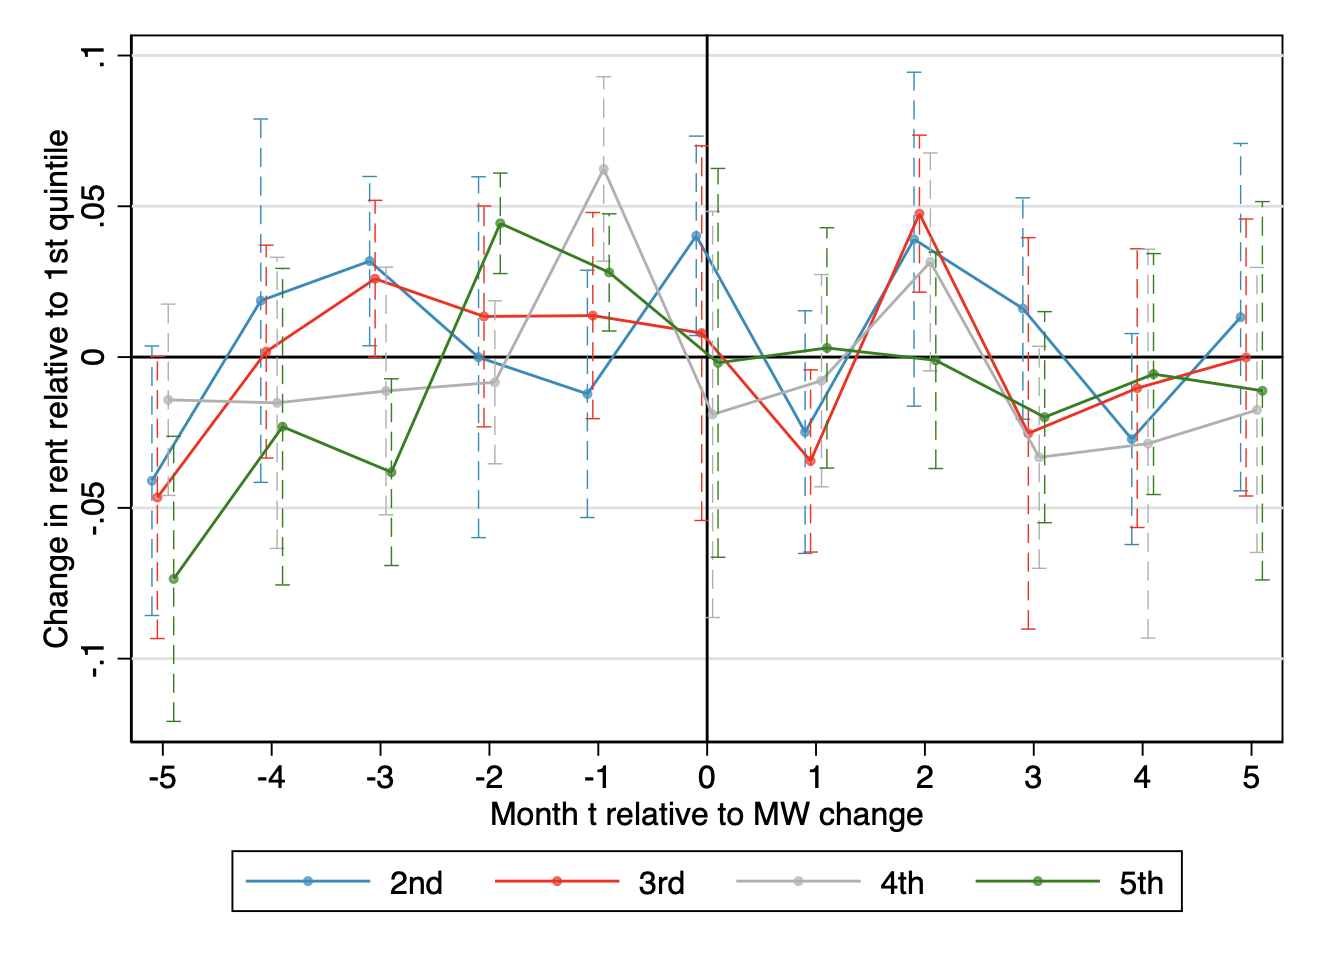 Change in rent relative to 1st quintile
.1
.05
0
-.05
-.1
-5 -4 -3 -2 -1 0 1 2 3 4 5
Month t relative to MW change
2nd 3rd 4th 5th